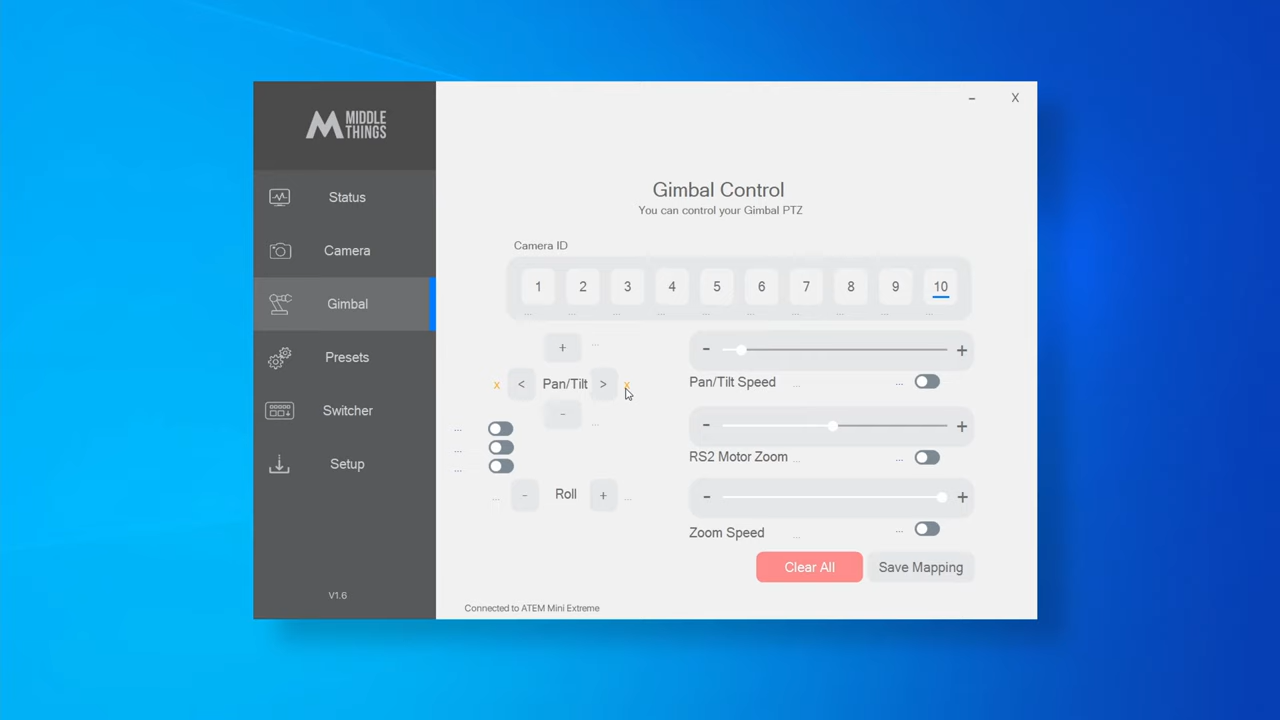 MIDDLE
THINGS
– X
Status
Camera
Gimbal
Presets
Switcher
Setup
V1.6
Gimbal Control
You can control your Gimbal PTZ
Camera ID
1 2 3 4 5 6 7 8 9 10
... ... ... ... ... ... ... ... ... ...
+ ...
x < Pan/Tilt > x
- ...
...
...
...
... - Roll + ...
- +
Pan/Tilt Speed ... ...
- +
RS2 Motor Zoom ... ...
- +
Zoom Speed ... ...
Clear All Save Mapping
Connected to ATEM Mini Extreme